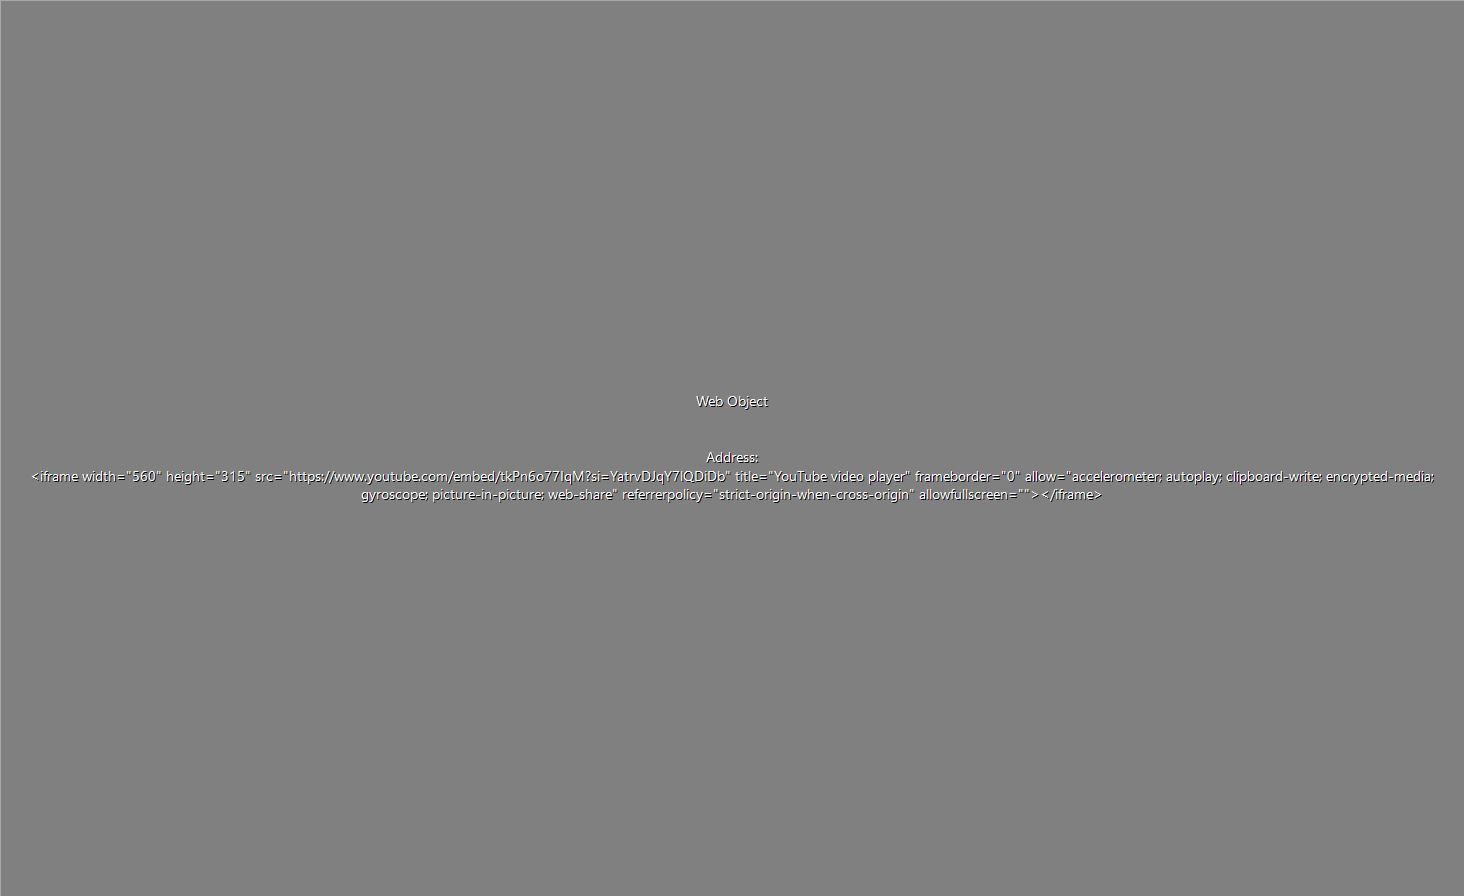 Web Object
Address:
<iframe width="560" height="315" src="https://www.youtube.com/embed/tkPn6o77IqM?si=YatrvDJqY7lQDiDb" title="YouTube video player" frameborder="0" allow="accelerometer; autoplay; clipboard-write; encrypted-media;
gyroscope; picture-in-picture; web-share" referrerpolicy="strict-origin-when-cross-origin" allowfullscreen=""></iframe>